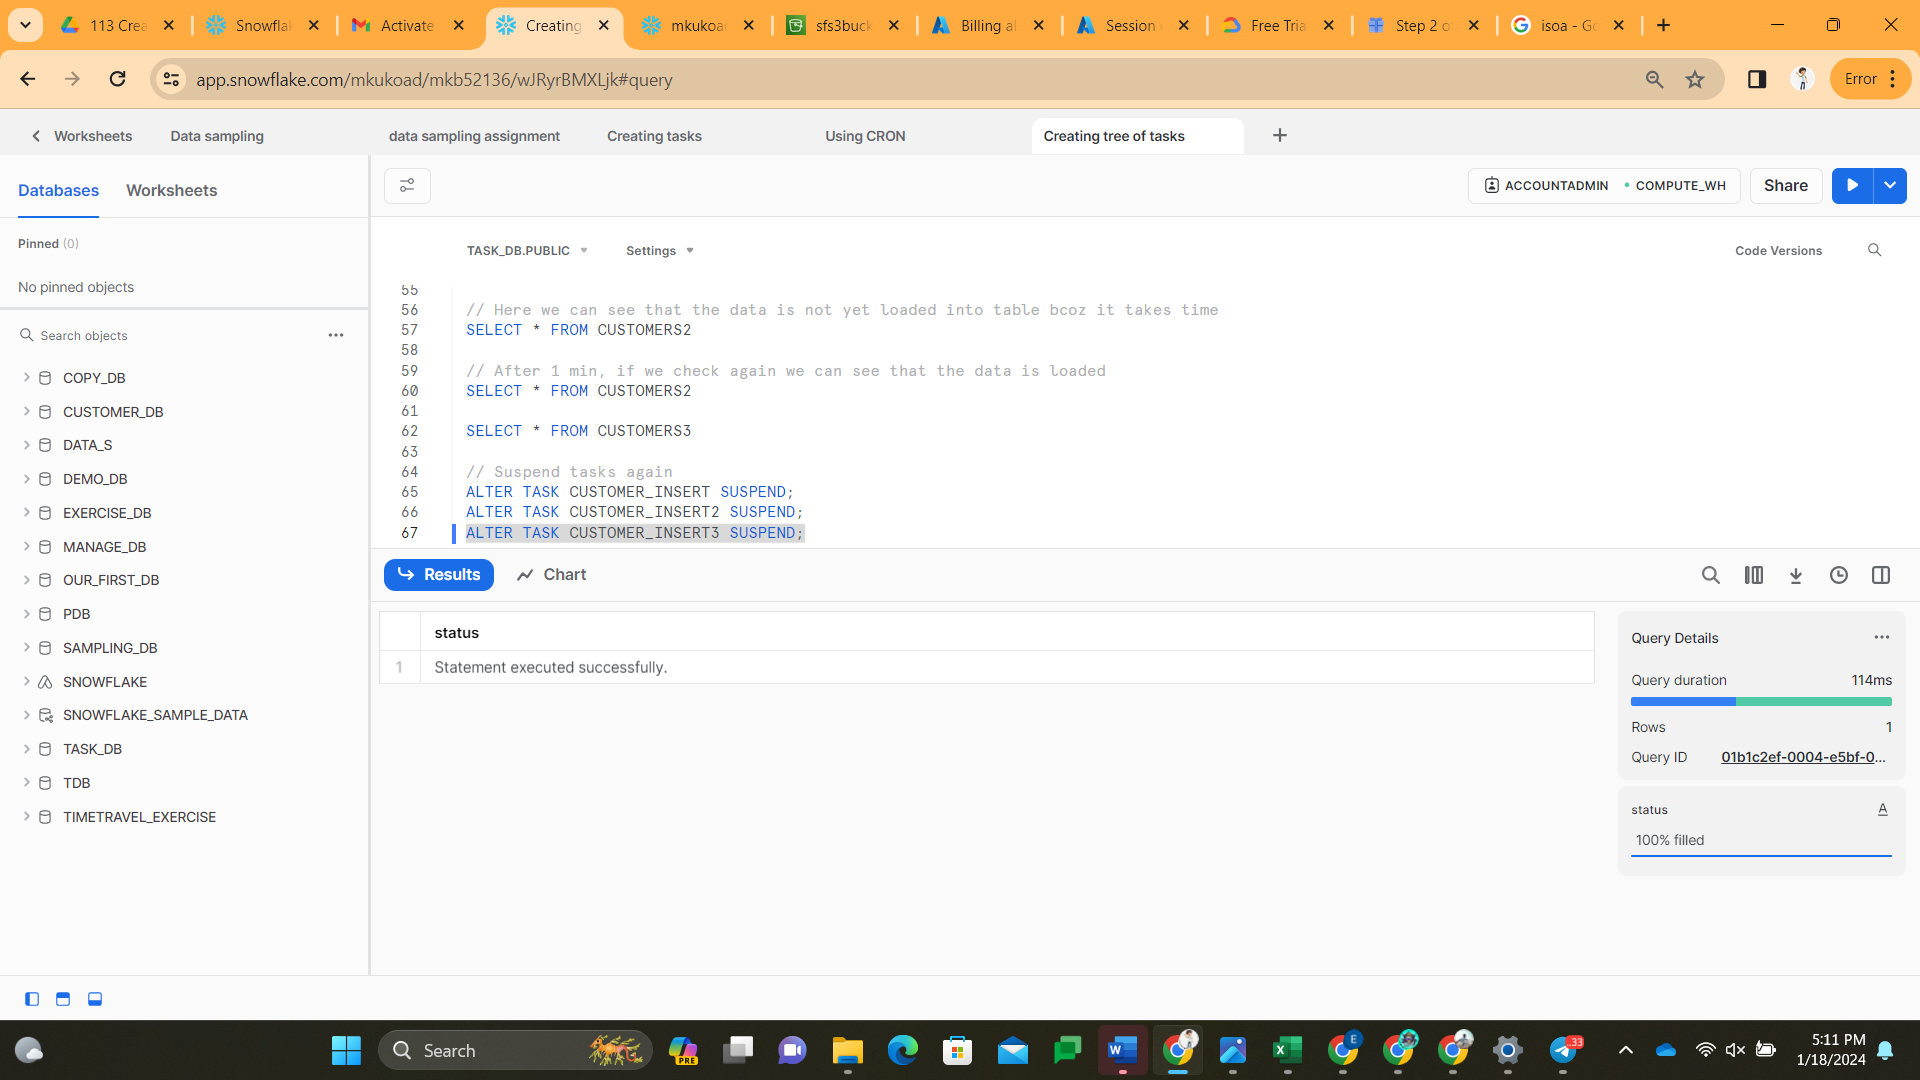 113 Crea
Snowflak
Activate
Creating
mkukoad
sfs3buck
Billing al
Session
Free Tria
Step 2 o
isoa - Go
app.snowflake.com/mkukoad/mkb52136/wJRyrBMXLjk#query
Error
Worksheets
Data sampling
data sampling assignment
Creating tasks
Using CRON
Creating tree of tasks
Databases
Worksheets
ACCOUNTADMIN
COMPUTE_WH
Share
Pinned (0)
No pinned objects
TASK_DB.PUBLIC
Settings
Code Versions
Search objects
COPY_DB
CUSTOMER_DB
DATA_S
DEMO_DB
EXERCISE_DB
MANAGE_DB
OUR_FIRST_DB
PDB
SAMPLING_DB
SNOWFLAKE
SNOWFLAKE_SAMPLE_DATA
TASK_DB
TDB
TIMETRAVEL_EXERCISE
55
56 // Here we can see that the data is not yet loaded into table bcoz it takes time
57 SELECT * FROM CUSTOMERS2
58
59 // After 1 min, if we check again we can see that the data is loaded
60 SELECT * FROM CUSTOMERS2
61
62 SELECT * FROM CUSTOMERS3
63
64 // Suspend tasks again
65 ALTER TASK CUSTOMER_INSERT SUSPEND;
66 ALTER TASK CUSTOMER_INSERT2 SUSPEND;
67 ALTER TASK CUSTOMER_INSERT3 SUSPEND;
Results
Chart
status
1 Statement executed successfully.
Query Details
Query duration 114ms
Rows 1
Query ID 01b1c2ef-0004-e5bf-0...
status A
100% filled
Search
PRE
W
X
E
..33
5:11 PM
1/18/2024